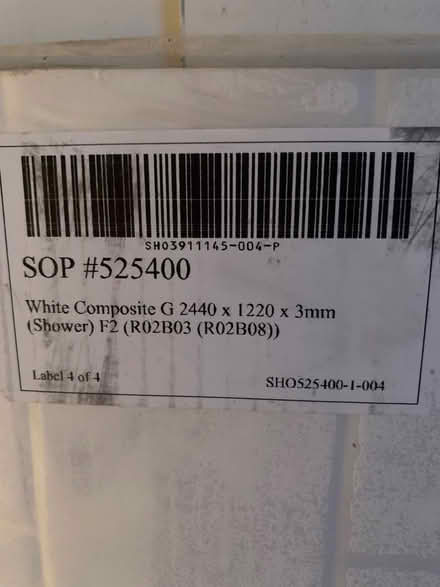 SHO3911145-004-P
SOP #525400
White Composite G 2440 x 1220 x 3mm
(Shower) F2 (R02B03 (R02B08))
Label 4 of 4
SHO525400-1-004